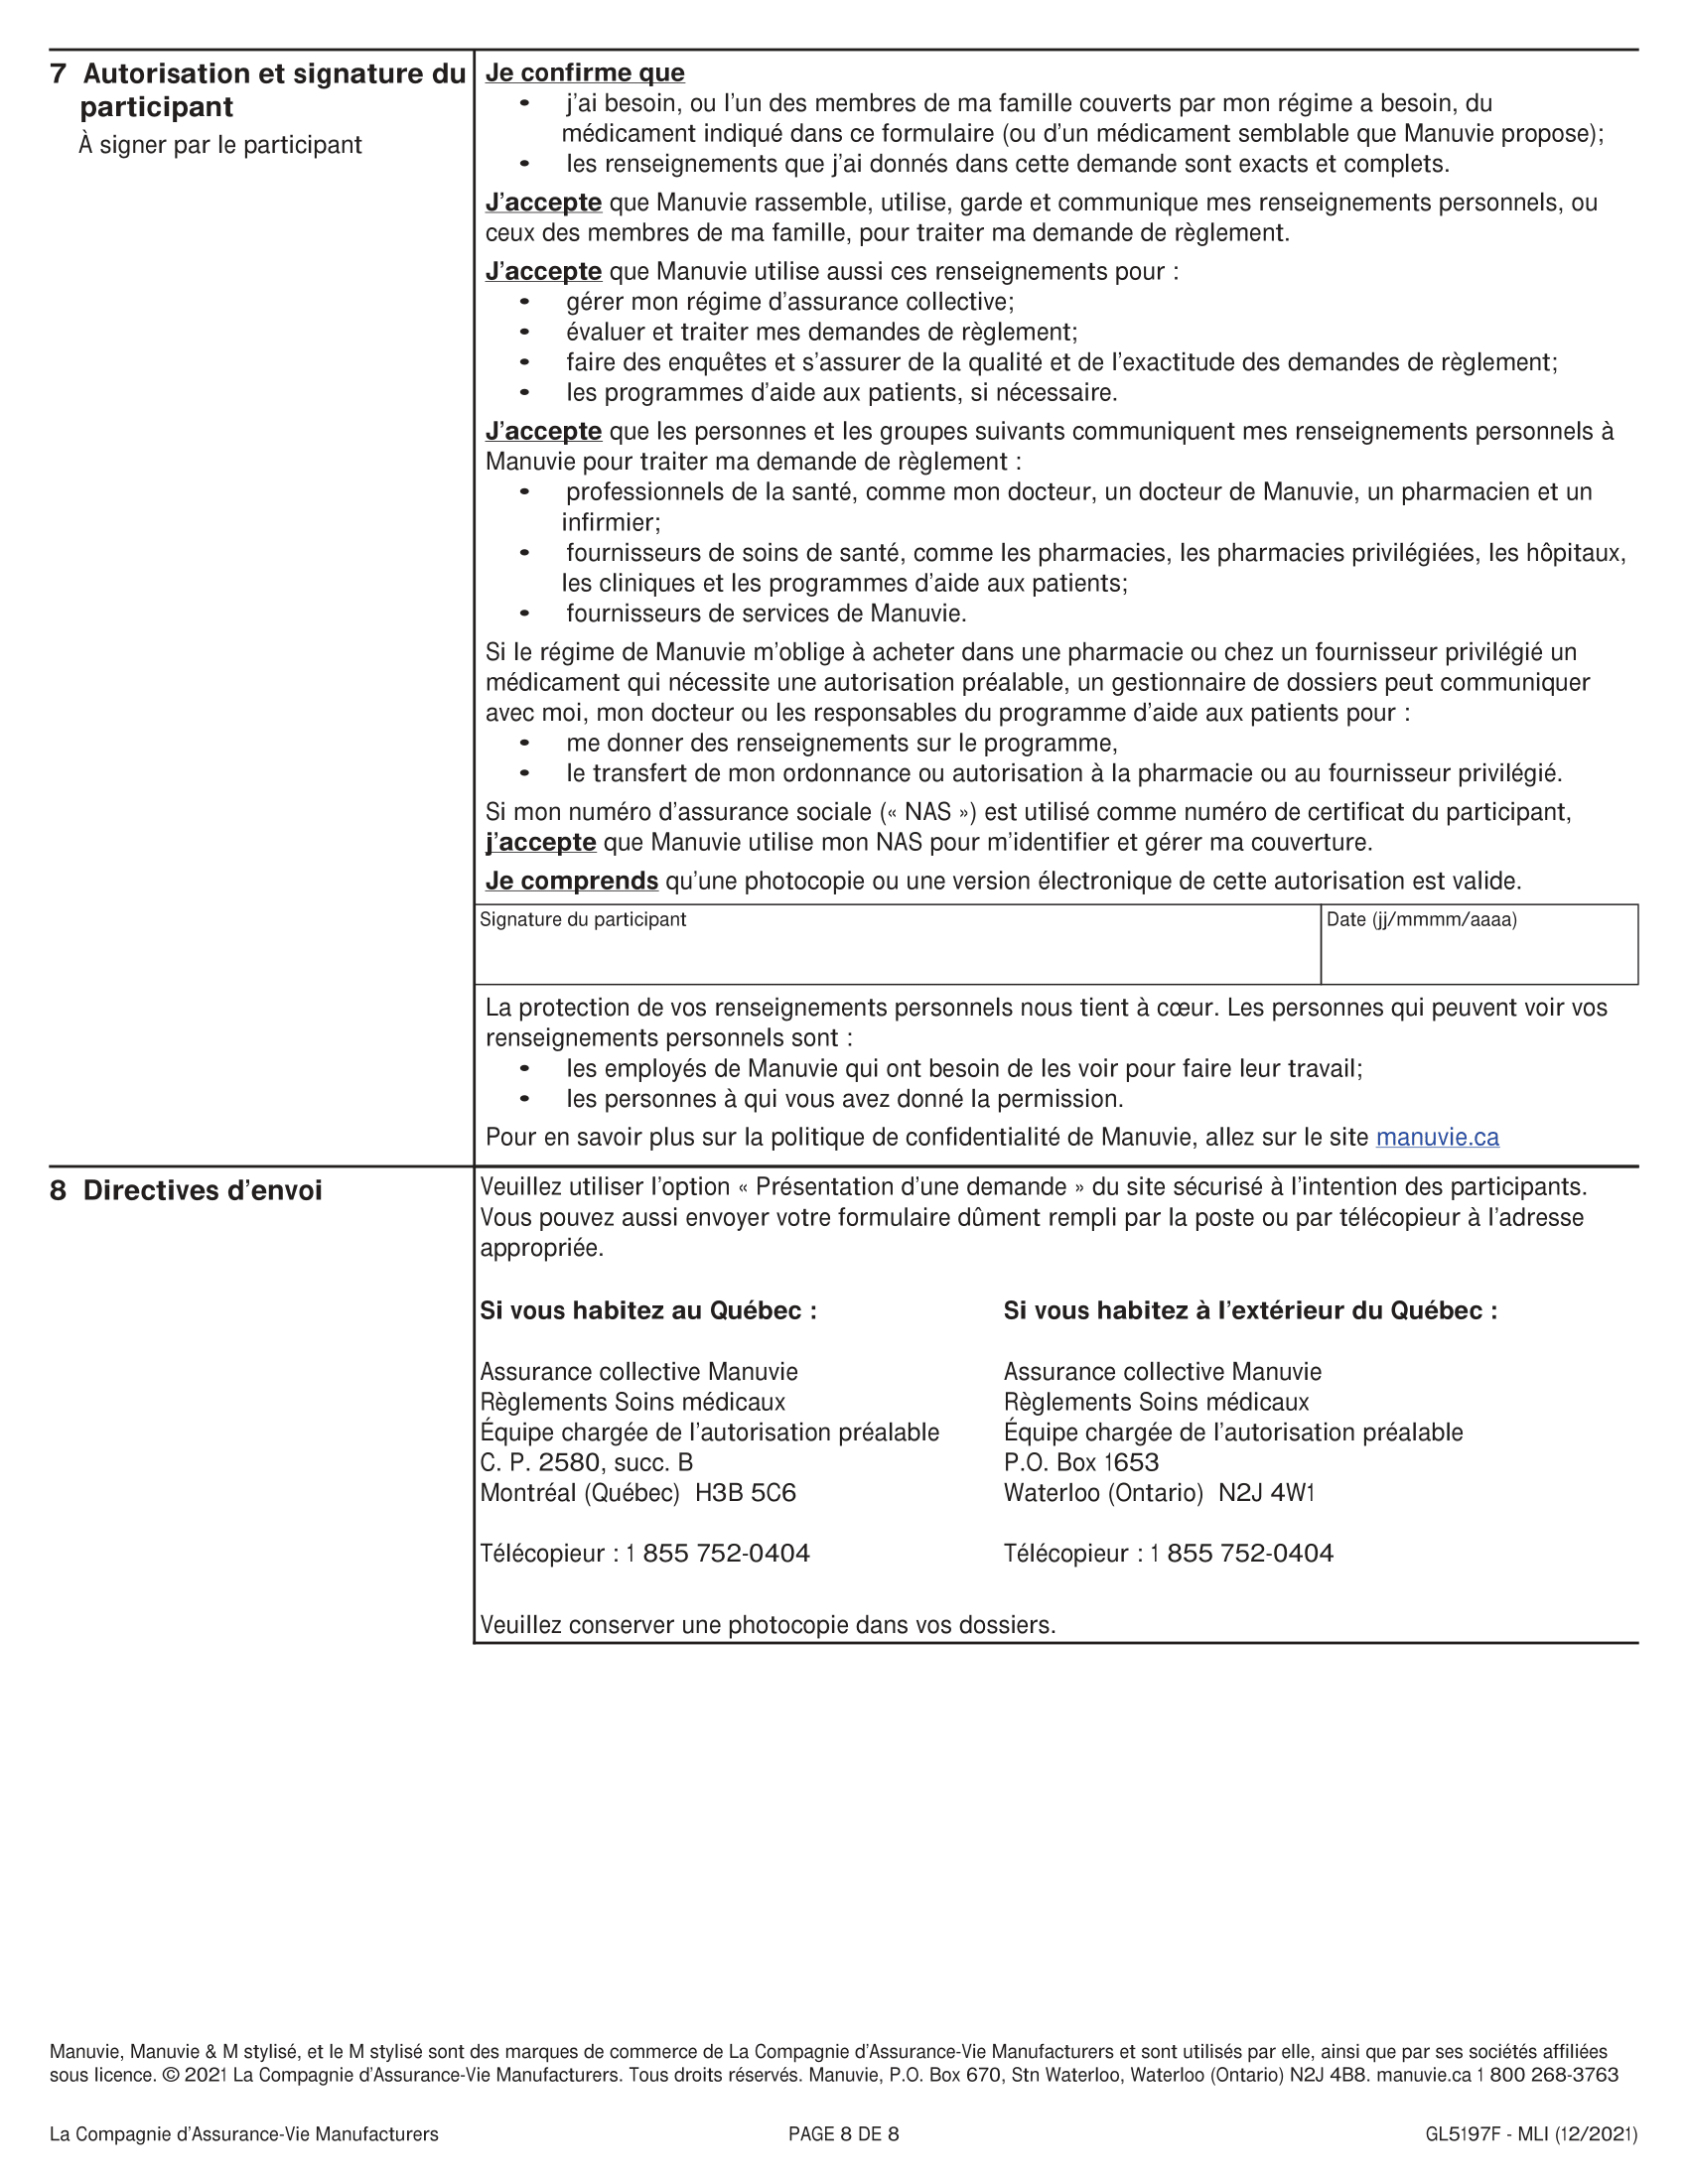 7 Autorisation et signature du
participant
À signer par le participant
Je confirme que
• j'ai besoin, ou l'un des membres de ma famille couverts par mon régime a besoin, du
médicament indiqué dans ce formulaire (ou d'un médicament semblable que Manuvie propose);
• les renseignements que j'ai donnés dans cette demande sont exacts et complets.
J'accepte que Manuvie rassemble, utilise, garde et communique mes renseignements personnels, ou
ceux des membres de ma famille, pour traiter ma demande de règlement.
J'accepte que Manuvie utilise aussi ces renseignements pour :
• gérer mon régime d'assurance collective;
• évaluer et traiter mes demandes de règlement;
• faire des enquêtes et s'assurer de la qualité et de l'exactitude des demandes de règlement;
• les programmes d'aide aux patients, si nécessaire.
J'accepte que les personnes et les groupes suivants communiquent mes renseignements personnels à
Manuvie pour traiter ma demande de règlement :
• professionnels de la santé, comme mon docteur, un docteur de Manuvie, un pharmacien et un
infirmier;
• fournisseurs de soins de santé, comme les pharmacies, les pharmacies privilégiées, les hôpitaux,
les cliniques et les programmes d'aide aux patients;
• fournisseurs de services de Manuvie.
Si le régime de Manuvie m'oblige à acheter dans une pharmacie ou chez un fournisseur privilégié un
médicament qui nécessite une autorisation préalable, un gestionnaire de dossiers peut communiquer
avec moi, mon docteur ou les responsables du programme d'aide aux patients pour :
• me donner des renseignements sur le programme,
• le transfert de mon ordonnance ou autorisation à la pharmacie ou au fournisseur privilégié.
Si mon numéro d'assurance sociale (« NAS ») est utilisé comme numéro de certificat du participant,
j'accepte que Manuvie utilise mon NAS pour m'identifier et gérer ma couverture.
Je comprends qu'une photocopie ou une version électronique de cette autorisation est valide.
Signature du participant
Date (jj/mmmm/aaaa)
La protection de vos renseignements personnels nous tient à cœur. Les personnes qui peuvent voir vos
renseignements personnels sont :
• les employés de Manuvie qui ont besoin de les voir pour faire leur travail;
• les personnes à qui vous avez donné la permission.
Pour en savoir plus sur la politique de confidentialité de Manuvie, allez sur le site manuvie.ca
8 Directives d'envoi
Veuillez utiliser l'option « Présentation d'une demande » du site sécurisé à l'intention des participants.
Vous pouvez aussi envoyer votre formulaire dûment rempli par la poste ou par télécopieur à l'adresse
appropriée.
Si vous habitez au Québec :
Assurance collective Manuvie
Règlements Soins médicaux
Équipe chargée de l'autorisation préalable
C. P. 2580, succ. B
Montréal (Québec) H3B 5C6
Télécopieur : 1 855 752-0404
Si vous habitez à l'extérieur du Québec :
Assurance collective Manuvie
Règlements Soins médicaux
Équipe chargée de l'autorisation préalable
P.O. Box 1653
Waterloo (Ontario) N2J 4W1
Télécopieur : 1 855 752-0404
Veuillez conserver une photocopie dans vos dossiers.
Manuvie, Manuvie & M stylisé, et le M stylisé sont des marques de commerce de La Compagnie d'Assurance-Vie Manufacturers et sont utilisés par elle, ainsi que par ses sociétés affiliées
sous licence. © 2021 La Compagnie d'Assurance-Vie Manufacturers. Tous droits réservés. Manuvie, P.O. Box 670, Stn Waterloo, Waterloo (Ontario) N2J 4B8. manuvie.ca 1 800 268-3763
La Compagnie d'Assurance-Vie Manufacturers
PAGE 8 DE 8
GL5197F - MLI (12/2021)